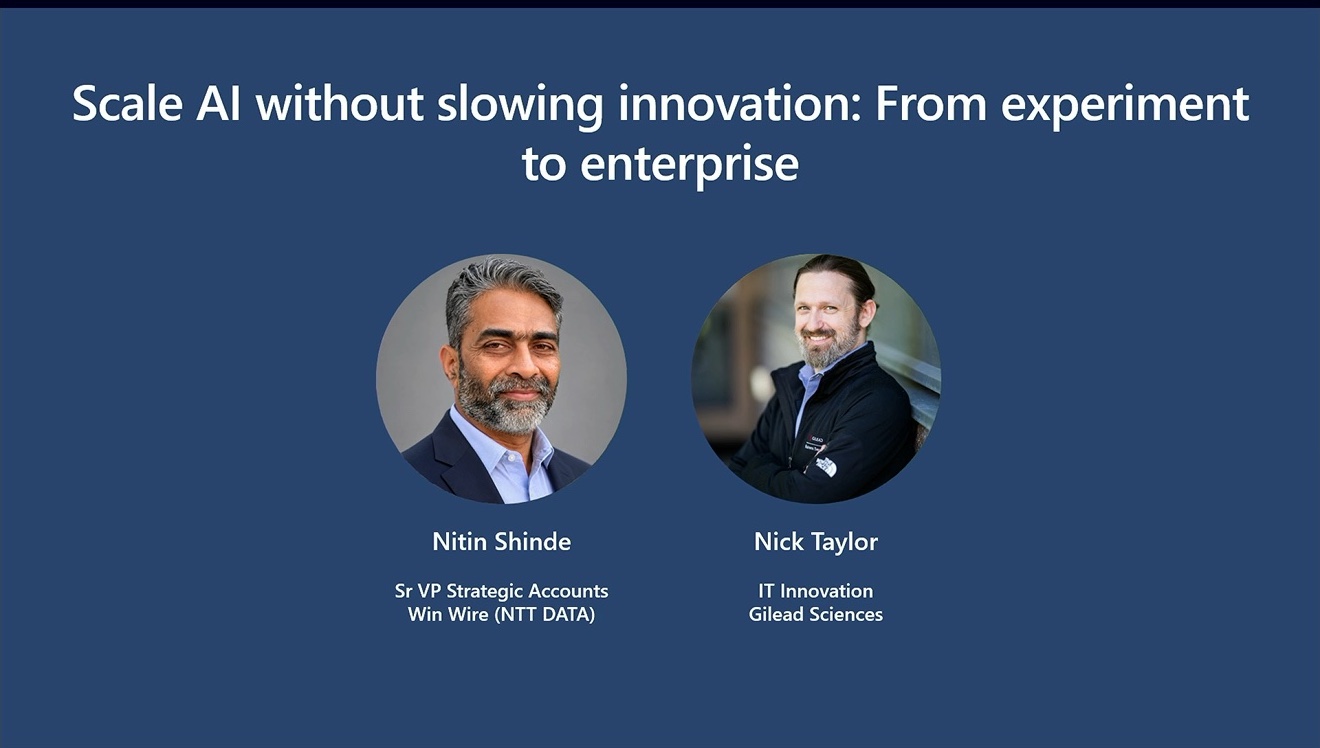 Scale AI without slowing innovation: From experiment
to enterprise
Nitin Shinde
Sr VP Strategic Accounts
Win Wire (NTT DATA)
Nick Taylor
IT Innovation
Gilead Sciences